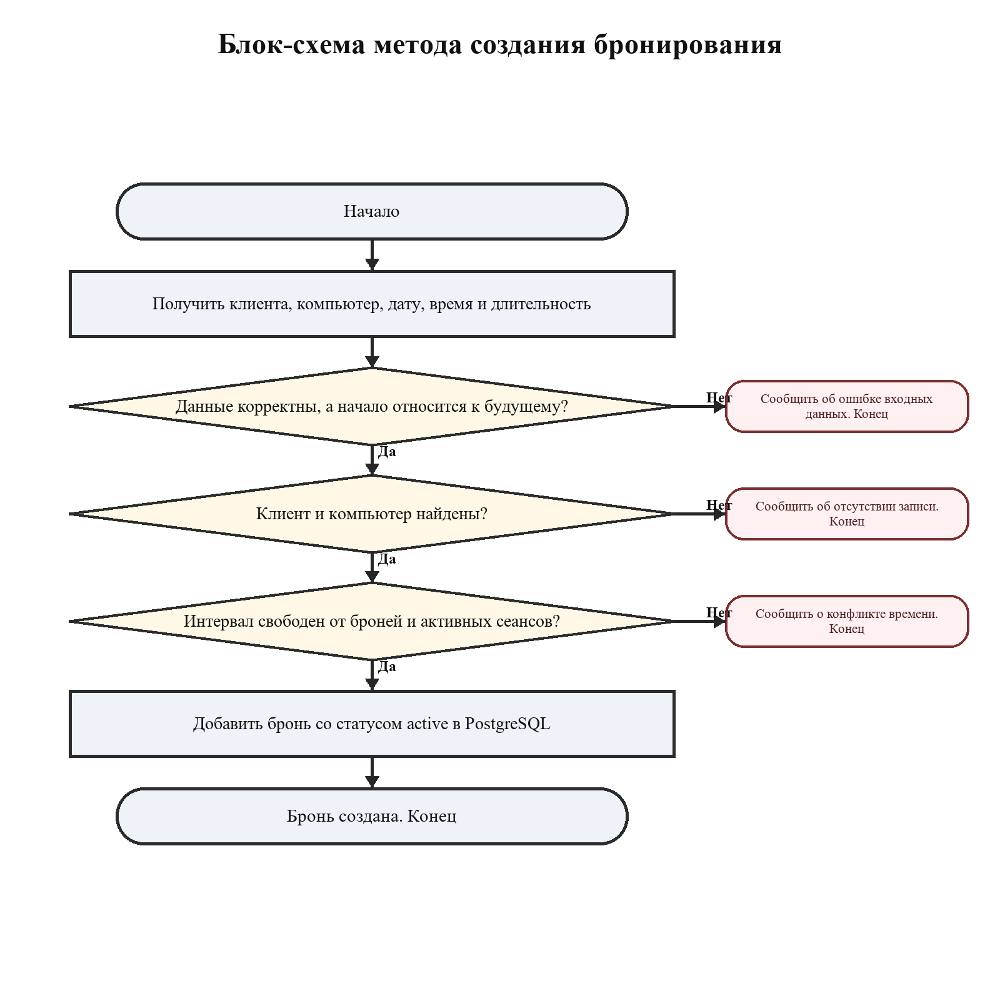 Блок-схема метода создания бронирования
Начало
Получить клиента, компьютер, дату, время и длительность
Данные корректны, а начало относится к будущему?
Нет
Сообщить об ошибке входных
данных. Конец
Да
Клиент и компьютер найдены?
Нет
Сообщить об отсутствии записи.
Конец
Да
Интервал свободен от броней и активных сеансов?
Нет
Сообщить о конфликте времени.
Конец
Да
Добавить бронь со статусом active в PostgreSQL
Бронь создана. Конец